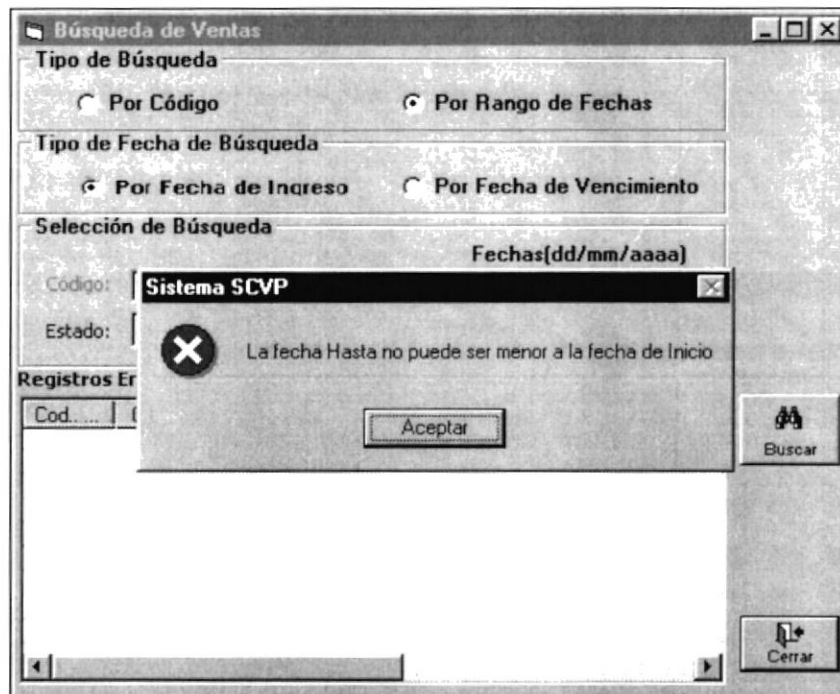 Búsqueda de Ventas
Tipo de Búsqueda
Por Código
Por Rango de Fechas
Tipo de Fecha de Búsqueda
Por Fecha de Ingreso
Por Fecha de Vencimiento
Selección de Búsqueda
Fechas(dd/mm/aaaa)
Código:
Sistema SCVP
Estado:
La fecha Hasta no puede ser menor a la fecha de Inicio
Registros
Cod.....
Aceptar
Buscar
Cerrar